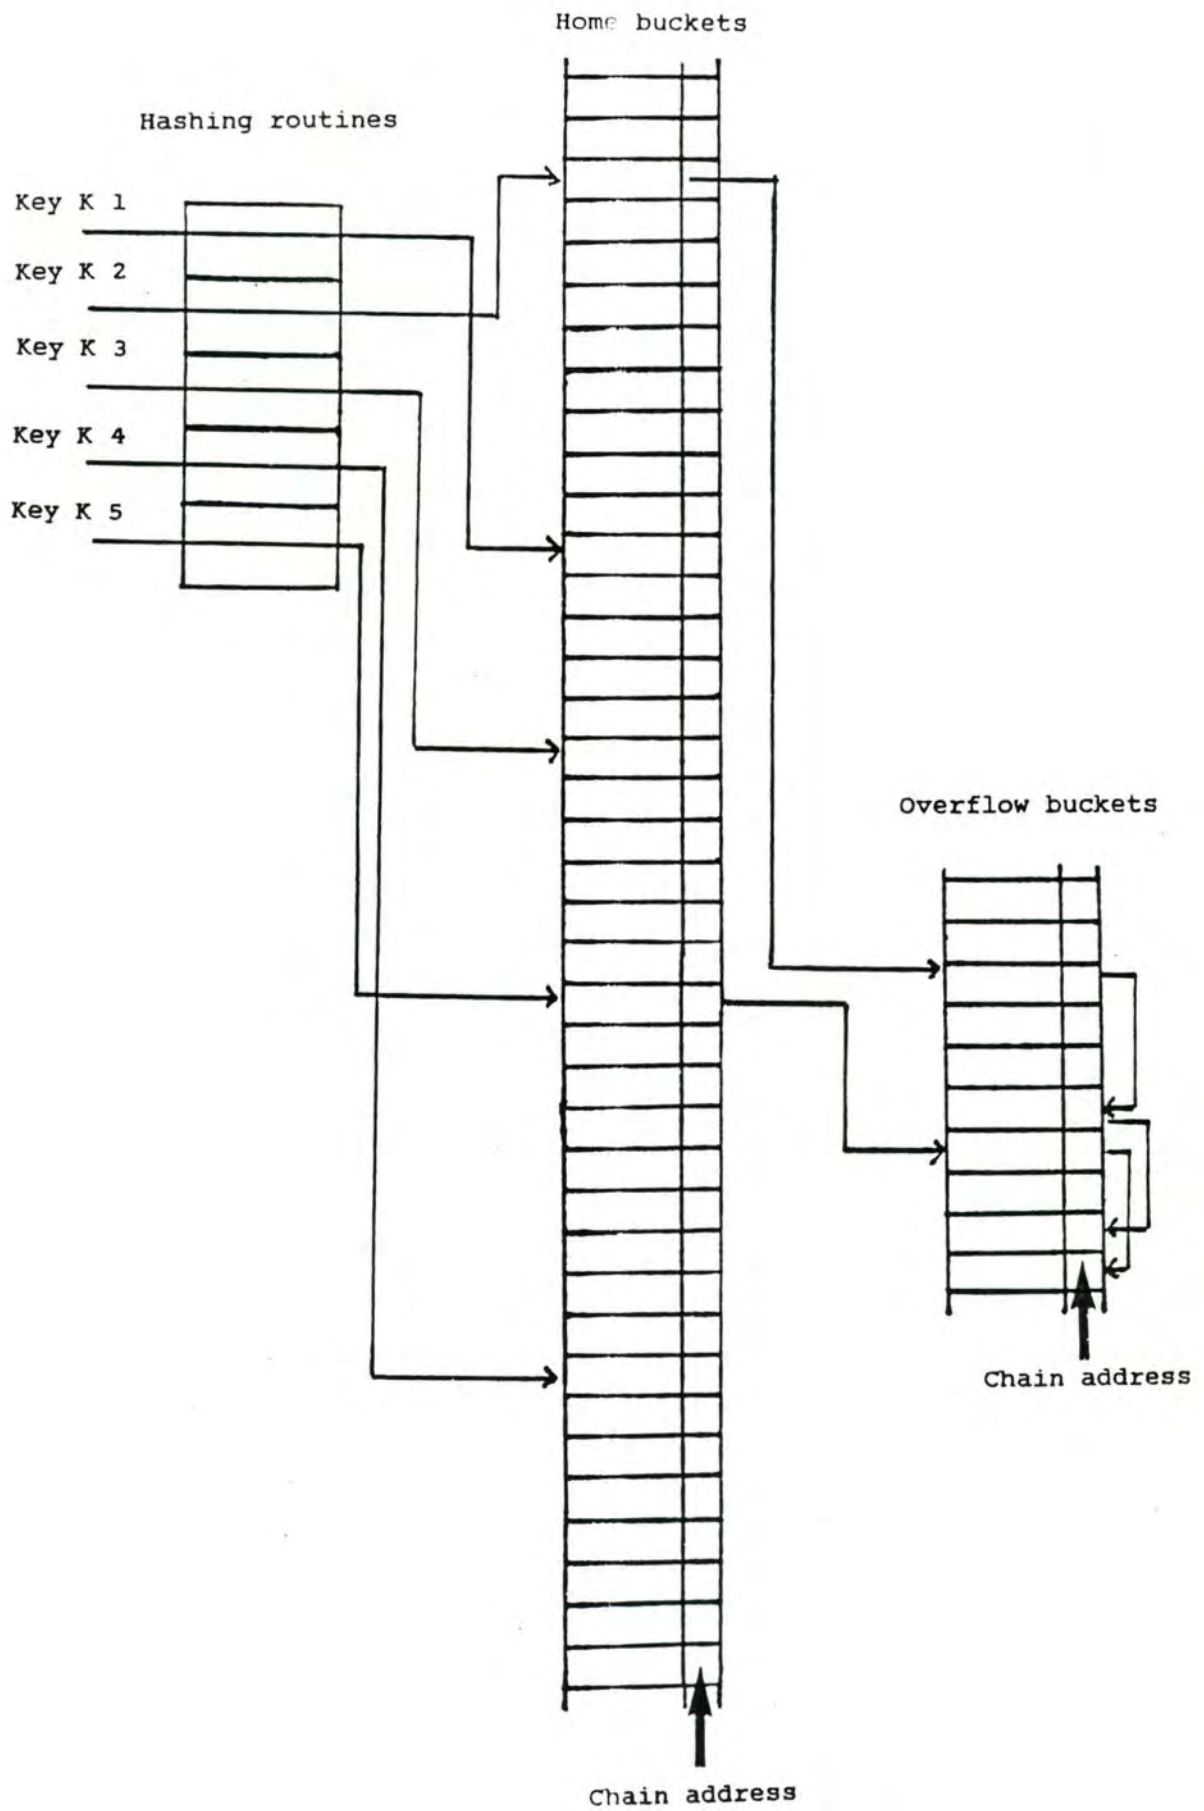 Home buckets
Hashing routines
Key K 1
Key K 2
Key K 3
Key K 4
Key K 5
Overflow buckets
Chain address
Chain address